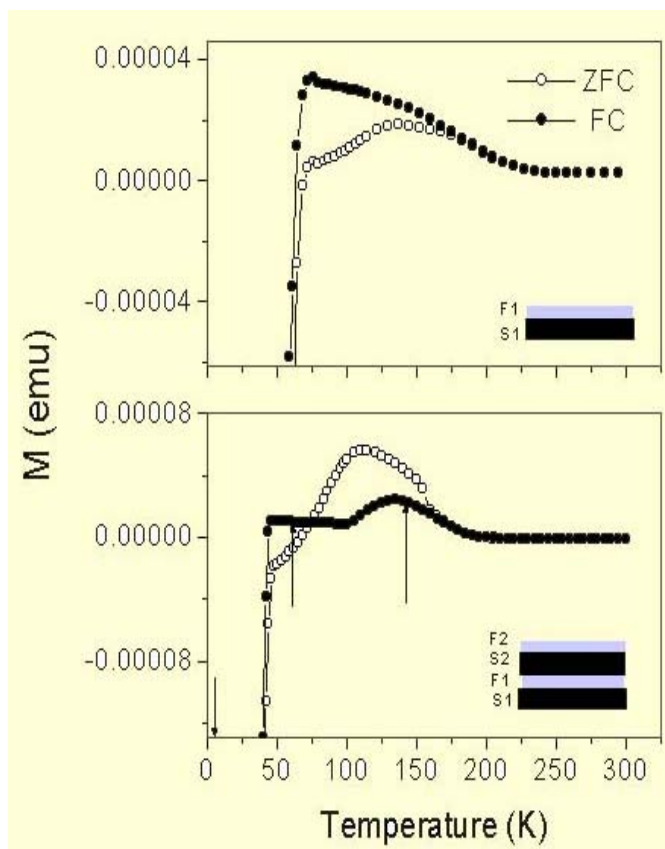 0.00004
0.00000
-0.00004
ZFC
FC
F1
S1
M (emu)
0.00008
0.00000
-0.00008
F2
S2
F1
S1
0 50 100 150 200 250 300
Temperature (K)